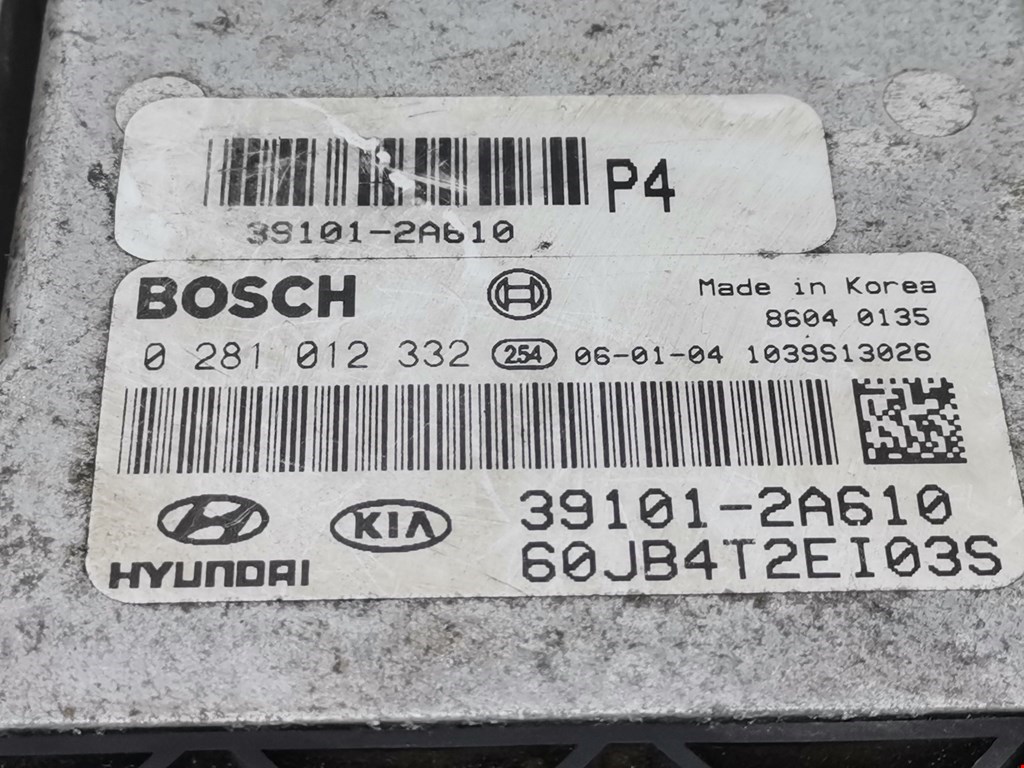 P4
39101-2A610
BOSCH
Made in Korea
8604 0135
0 281 012 332 254 06-01-04 1039S13026
39101-2A610
KIA
HYUNDAI
60JB4T2EI03S